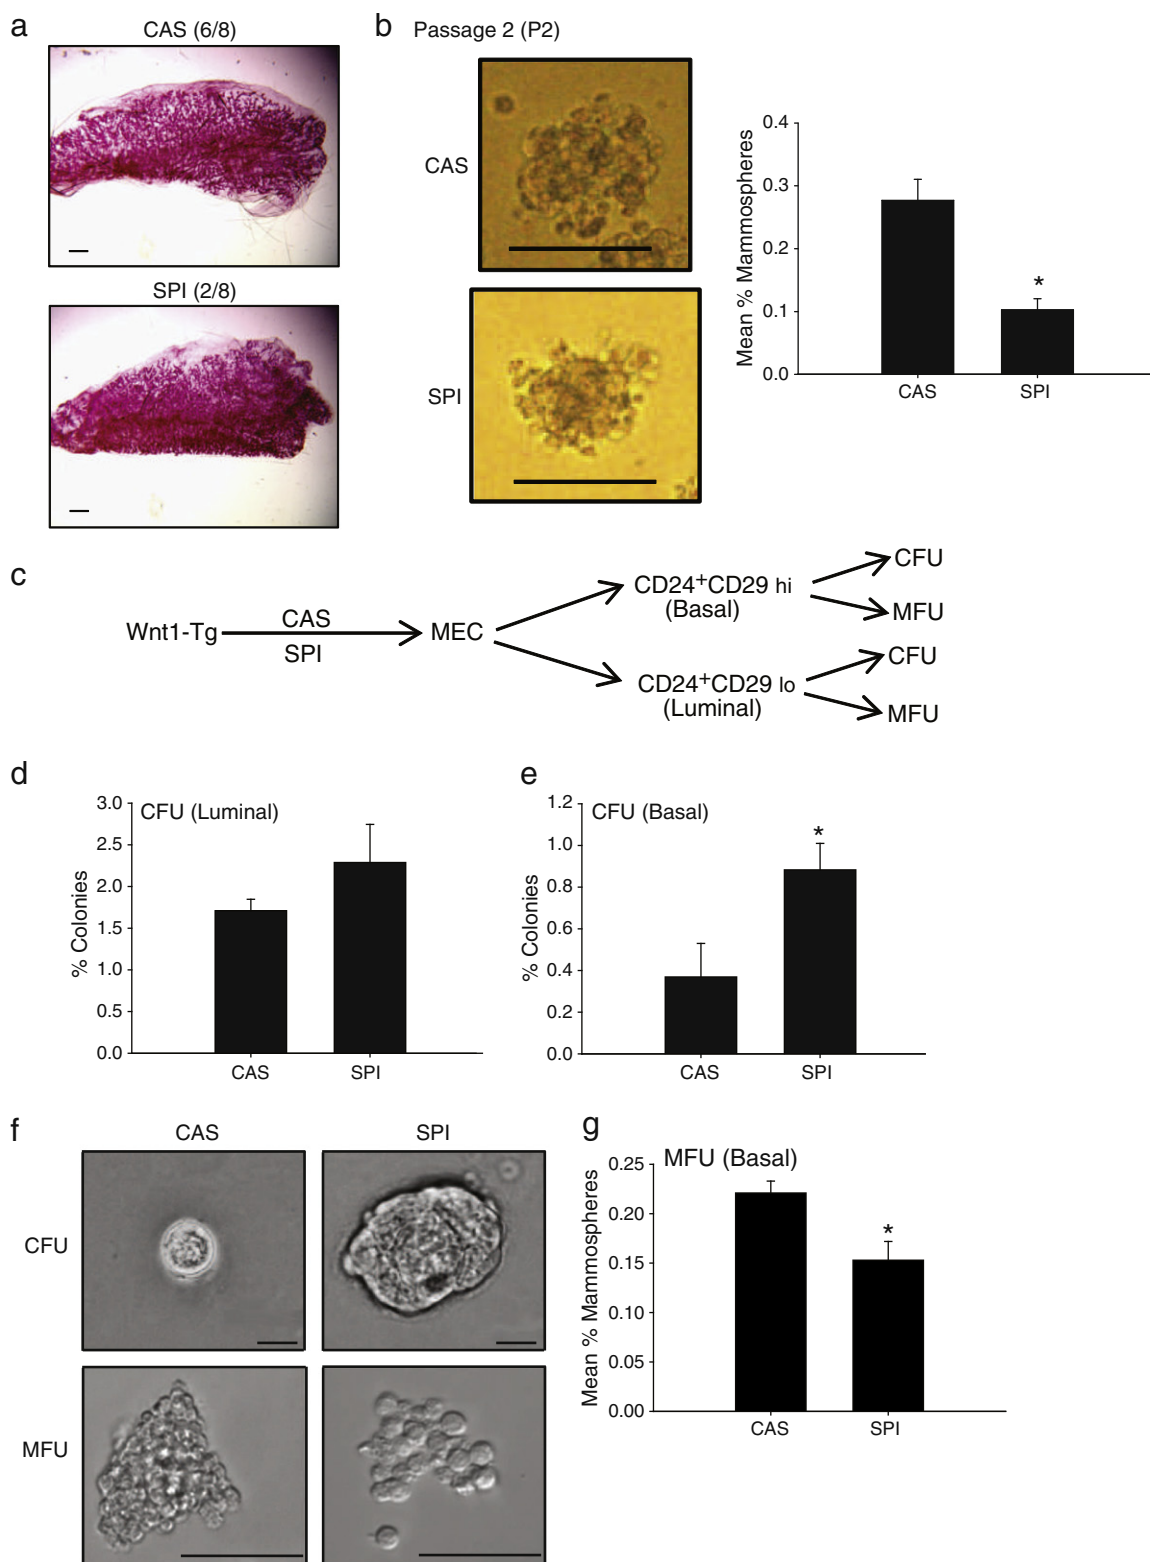 a
CAS (6/8)
SPI (2/8)
b
Passage 2 (P2)
CAS
SPI
Mean % Mammospheres
0.4
0.3
0.2
0.1
0.0
*
CAS SPI
c
Wnt1-Tg
CAS
SPI
MEC
CD24+CD29 hi
(Basal)
CFU
MFU
CD24+CD29 lo
(Luminal)
CFU
MFU
d
CFU (Luminal)
% Colonies
3.0
2.5
2.0
1.5
1.0
0.5
0.0
CAS SPI
e
CFU (Basal)
% Colonies
1.2
1.0
0.8
0.6
0.4
0.2
0.0
*
CAS SPI
f
CAS SPI
CFU
MFU
g
MFU (Basal)
Mean % Mammospheres
0.25
0.20
0.15
0.10
0.05
0.00
*
CAS SPI